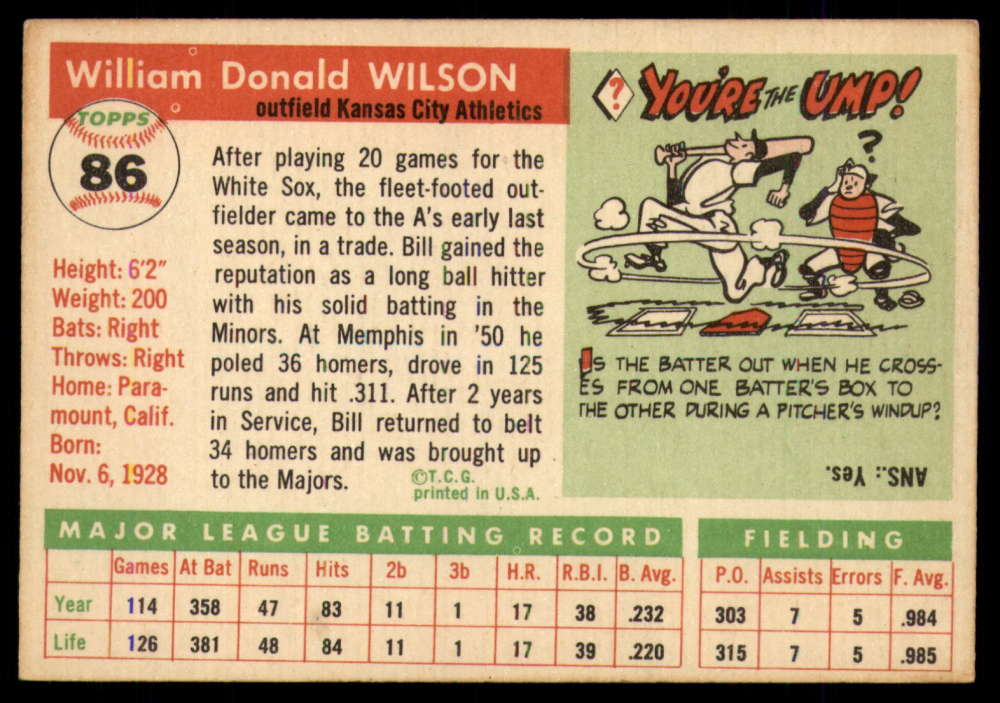 William Donald WILSON
outfield Kansas City Athletics
TOPPS
86
Height: 6'2"
Weight: 200
Bats: Right
Throws: Right
Home: Para-
mount, Calif.
Born:
Nov. 6, 1928
After playing 20 games for the
White Sox, the fleet-footed out-
fielder came to the A's early last
season, in a trade. Bill gained the
reputation as a long ball hitter
with his solid batting in the
Minors. At Memphis in '50 he
poled 36 homers, drove in 125
runs and hit .311. After 2 years
in Service, Bill returned to belt
34 homers and was brought up
to the Majors.
©T.C.G.
printed in U.S.A.
? YOU'RE THE UMP!
?
IS THE BATTER OUT WHEN HE CROSS-
ES FROM ONE BATTER'S BOX TO
THE OTHER DURING A PITCHER'S WINDUP?
ANS.: Yes.
MAJOR LEAGUE BATTING RECORD
Games At Bat Runs Hits 2b 3b H.R. R.B.I. B. Avg.
Year 114 358 47 83 11 1 17 38 .232
Life 126 381 48 84 11 1 17 39 .220
FIELDING
P.O. Assists Errors F. Avg.
303 7 5 .984
315 7 5 .985